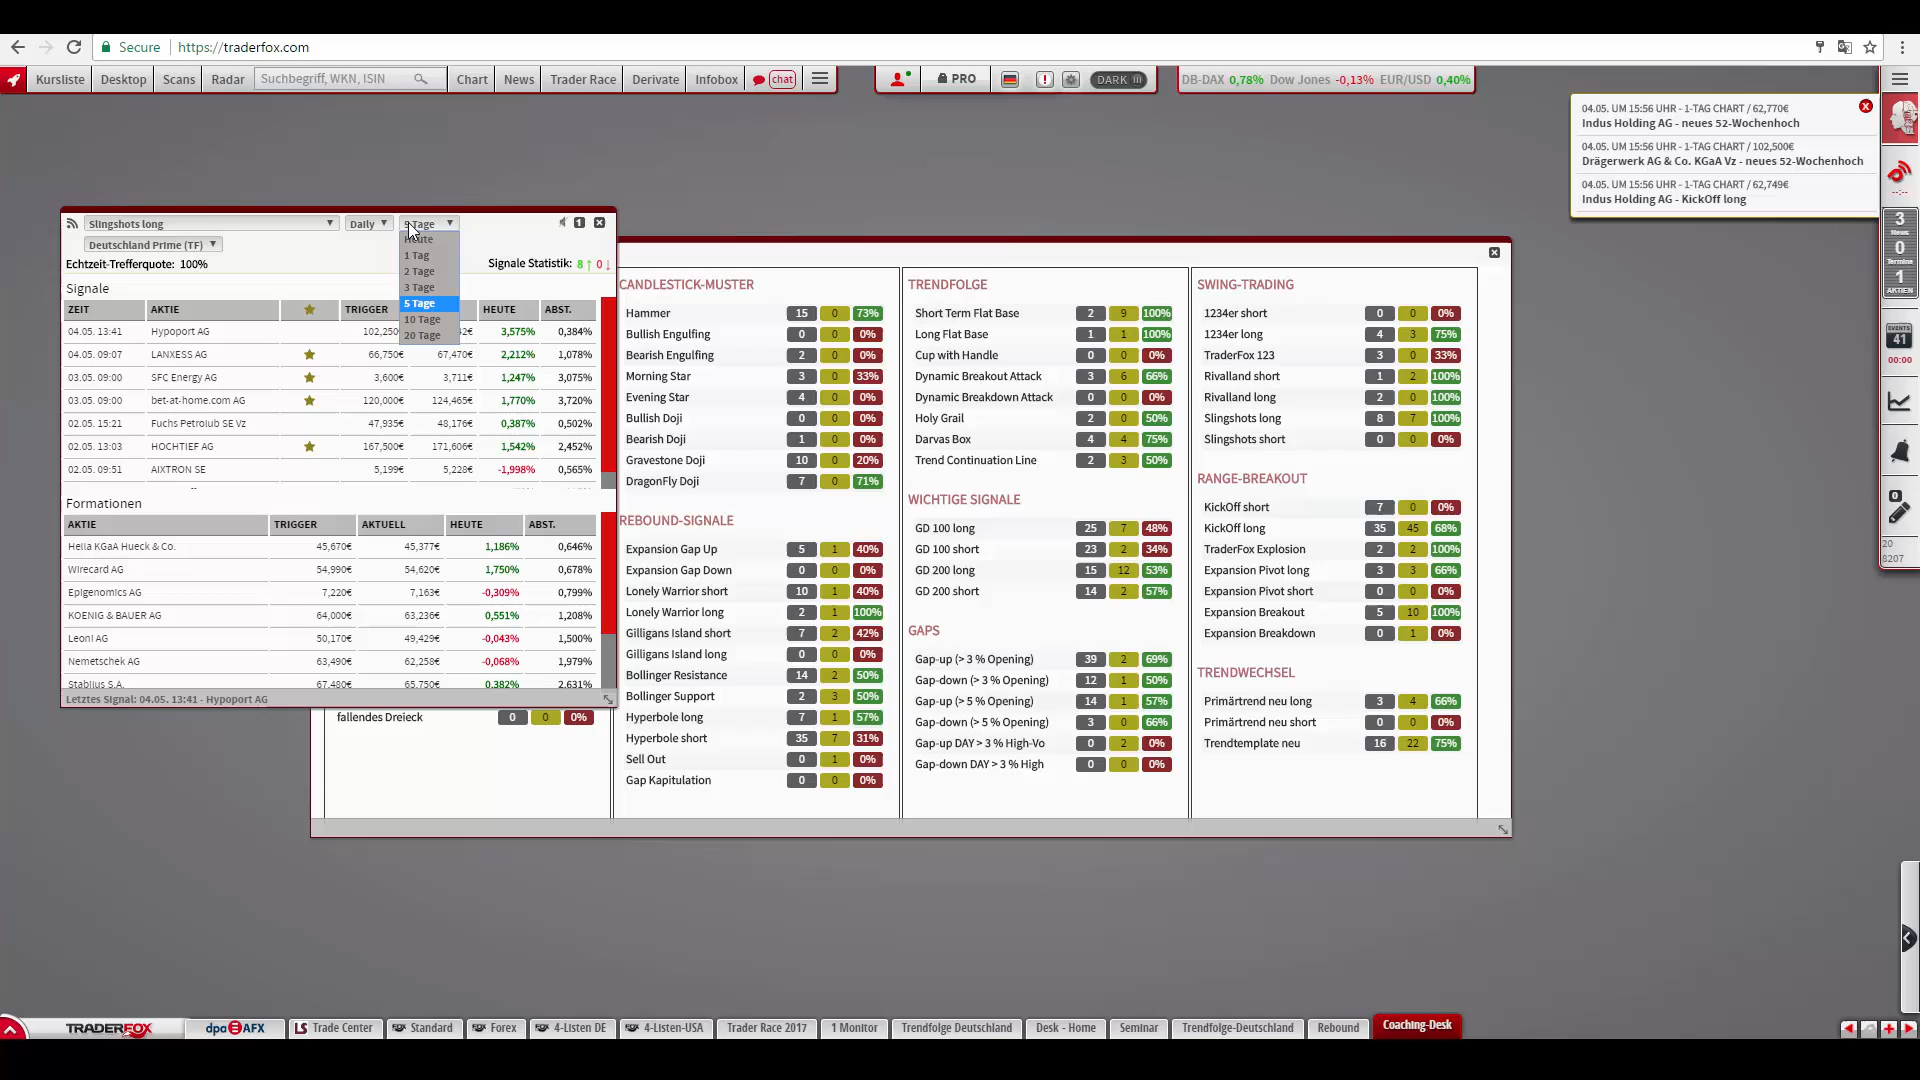 Secure https://traderfox.com
Kursliste Desktop Scans Radar Suchbegriff, WKN, ISIN Chart News Trader Race Derivate Infobox chat PRO DARK DB-DAX 0,78% Dow Jones -0,13% EUR/USD 0,40%
04.05. UM 15:56 UHR - 1-TAG CHART / 62,770€
Indus Holding AG - neues 52-Wochenhoch
04.05. UM 15:56 UHR - 1-TAG CHART / 102,500€
Drägerwerk AG & Co. KGaA Vz - neues 52-Wochenhoch
04.05. UM 15:56 UHR - 1-TAG CHART / 62,749€
Indus Holding AG - KickOff long
3
News
0
Termine
1
AKTIEN
EVENTS
41
00:00
0
20
8207
Slingshots long Daily 5 Tage 1
Deutschland Prime (TF)
Heute
1 Tag
2 Tage
3 Tage
5 Tage
10 Tage
20 Tage
Echtzeit-Trefferquote: 100% Signale Statistik: 8 ↑ 0 ↓
Signale
ZEIT AKTIE TRIGGER HEUTE ABST.
04.05. 13:41 Hypoport AG 3,575% 0,384%
04.05. 09:07 LANXESS AG 66,750€ 67,470€ 2,212% 1,078%
03.05. 09:00 SFC Energy AG 3,600€ 3,711€ 1,247% 3,075%
03.05. 09:00 bet-at-home.com AG 120,000€ 124,465€ 1,770% 3,720%
02.05. 15:21 Fuchs Petrolub SE Vz 47,935€ 48,176€ 0,387% 0,502%
02.05. 13:03 HOCHTIEF AG 167,500€ 171,606€ 1,542% 2,452%
02.05. 09:51 AIXTRON SE 5,199€ 5,228€ -1,998% 0,565%
Formationen
AKTIE TRIGGER AKTUELL HEUTE ABST.
Hella KGaA Hueck & Co. 45,670€ 45,377€ 1,186% 0,646%
Wirecard AG 54,990€ 54,620€ 1,750% 0,678%
Epigenomics AG 7,220€ 7,163€ -0,309% 0,799%
KOENIG & BAUER AG 64,000€ 63,236€ 0,551% 1,208%
Leoni AG 50,170€ 49,429€ -0,043% 1,500%
Nemetschek AG 63,490€ 62,258€ -0,068% 1,979%
Stabilus S.A. 67,480€ 65,750€ 0,382% 2,631%
Letztes Signal: 04.05. 13:41 - Hypoport AG
fallendes Dreieck 0 0 0%
CANDLESTICK-MUSTER
Hammer 15 0 73%
Bullish Engulfing 0 0 0%
Bearish Engulfing 2 0 0%
Morning Star 3 0 33%
Evening Star 4 0 0%
Bullish Doji 0 0 0%
Bearish Doji 1 0 0%
Gravestone Doji 10 0 20%
DragonFly Doji 7 0 71%
REBOUND-SIGNALE
Expansion Gap Up 5 1 40%
Expansion Gap Down 0 0 0%
Lonely Warrior short 10 1 40%
Lonely Warrior long 2 1 100%
Gilligans Island short 7 2 42%
Gilligans Island long 0 0 0%
Bollinger Resistance 14 2 50%
Bollinger Support 2 3 50%
Hyperbole long 7 1 57%
Hyperbole short 35 7 31%
Sell Out 0 1 0%
Gap Kapitulation 0 0 0%
TRENDFOLGE
Short Term Flat Base 2 9 100%
Long Flat Base 1 1 100%
Cup with Handle 0 0 0%
Dynamic Breakout Attack 3 6 66%
Dynamic Breakdown Attack 0 0 0%
Holy Grail 2 0 50%
Darvas Box 4 4 75%
Trend Continuation Line 2 3 50%
WICHTIGE SIGNALE
GD 100 long 25 7 48%
GD 100 short 23 2 34%
GD 200 long 15 12 53%
GD 200 short 14 2 57%
GAPS
Gap-up (> 3 % Opening) 39 2 69%
Gap-down (> 3 % Opening) 12 1 50%
Gap-up (> 5 % Opening) 14 1 57%
Gap-down (> 5 % Opening) 3 0 66%
Gap-up DAY > 3 % High-Vo 0 2 0%
Gap-down DAY > 3 % High 0 0 0%
SWING-TRADING
1234er short 0 0 0%
1234er long 4 3 75%
TraderFox 123 3 0 33%
Rivalland short 1 2 100%
Rivalland long 2 0 100%
Slingshots long 8 7 100%
Slingshots short 0 0 0%
RANGE-BREAKOUT
KickOff short 7 0 0%
KickOff long 35 45 68%
TraderFox Explosion 2 2 100%
Expansion Pivot long 3 3 66%
Expansion Pivot short 0 0 0%
Expansion Breakout 5 10 100%
Expansion Breakdown 0 1 0%
TRENDWECHSEL
Primärtrend neu long 3 4 66%
Primärtrend neu short 0 0 0%
Trendtemplate neu 16 22 75%
TRADERFOX dpa AFX LS Trade Center Standard Forex 4-Listen DE 4-Listen-USA Trader Race 2017 1 Monitor Trendfolge Deutschland Desk - Home Seminar Trendfolge-Deutschland Rebound Coaching-Desk